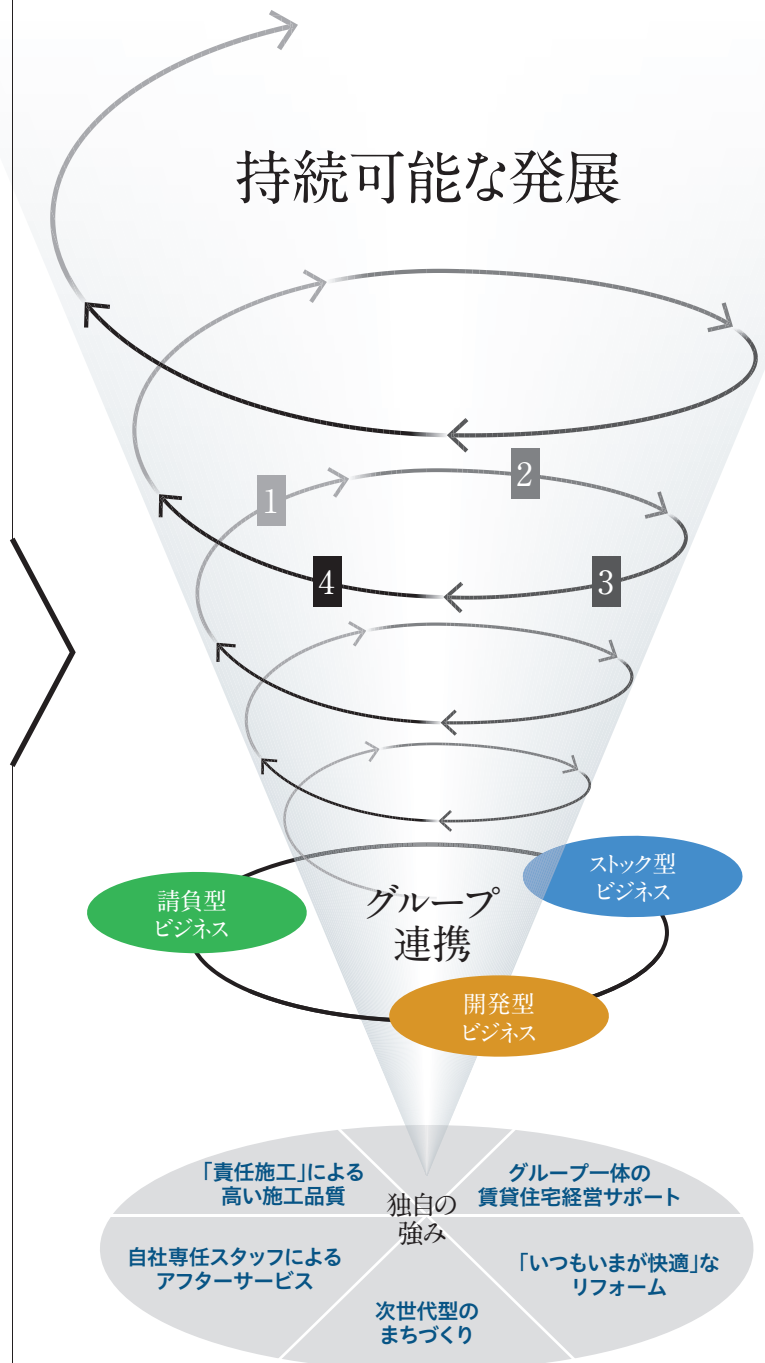 持続可能な発展
1
2
4
3
ストック型
ビジネス
請負型
ビジネス
グループ
連携
開発型
ビジネス
「責任施工」による
高い施工品質
グループ一体の
賃貸住宅経営サポート
独自の
強み
自社専任スタッフによる
アフターサービス
「いつもいまが快適」な
リフォーム
次世代型の
まちづくり